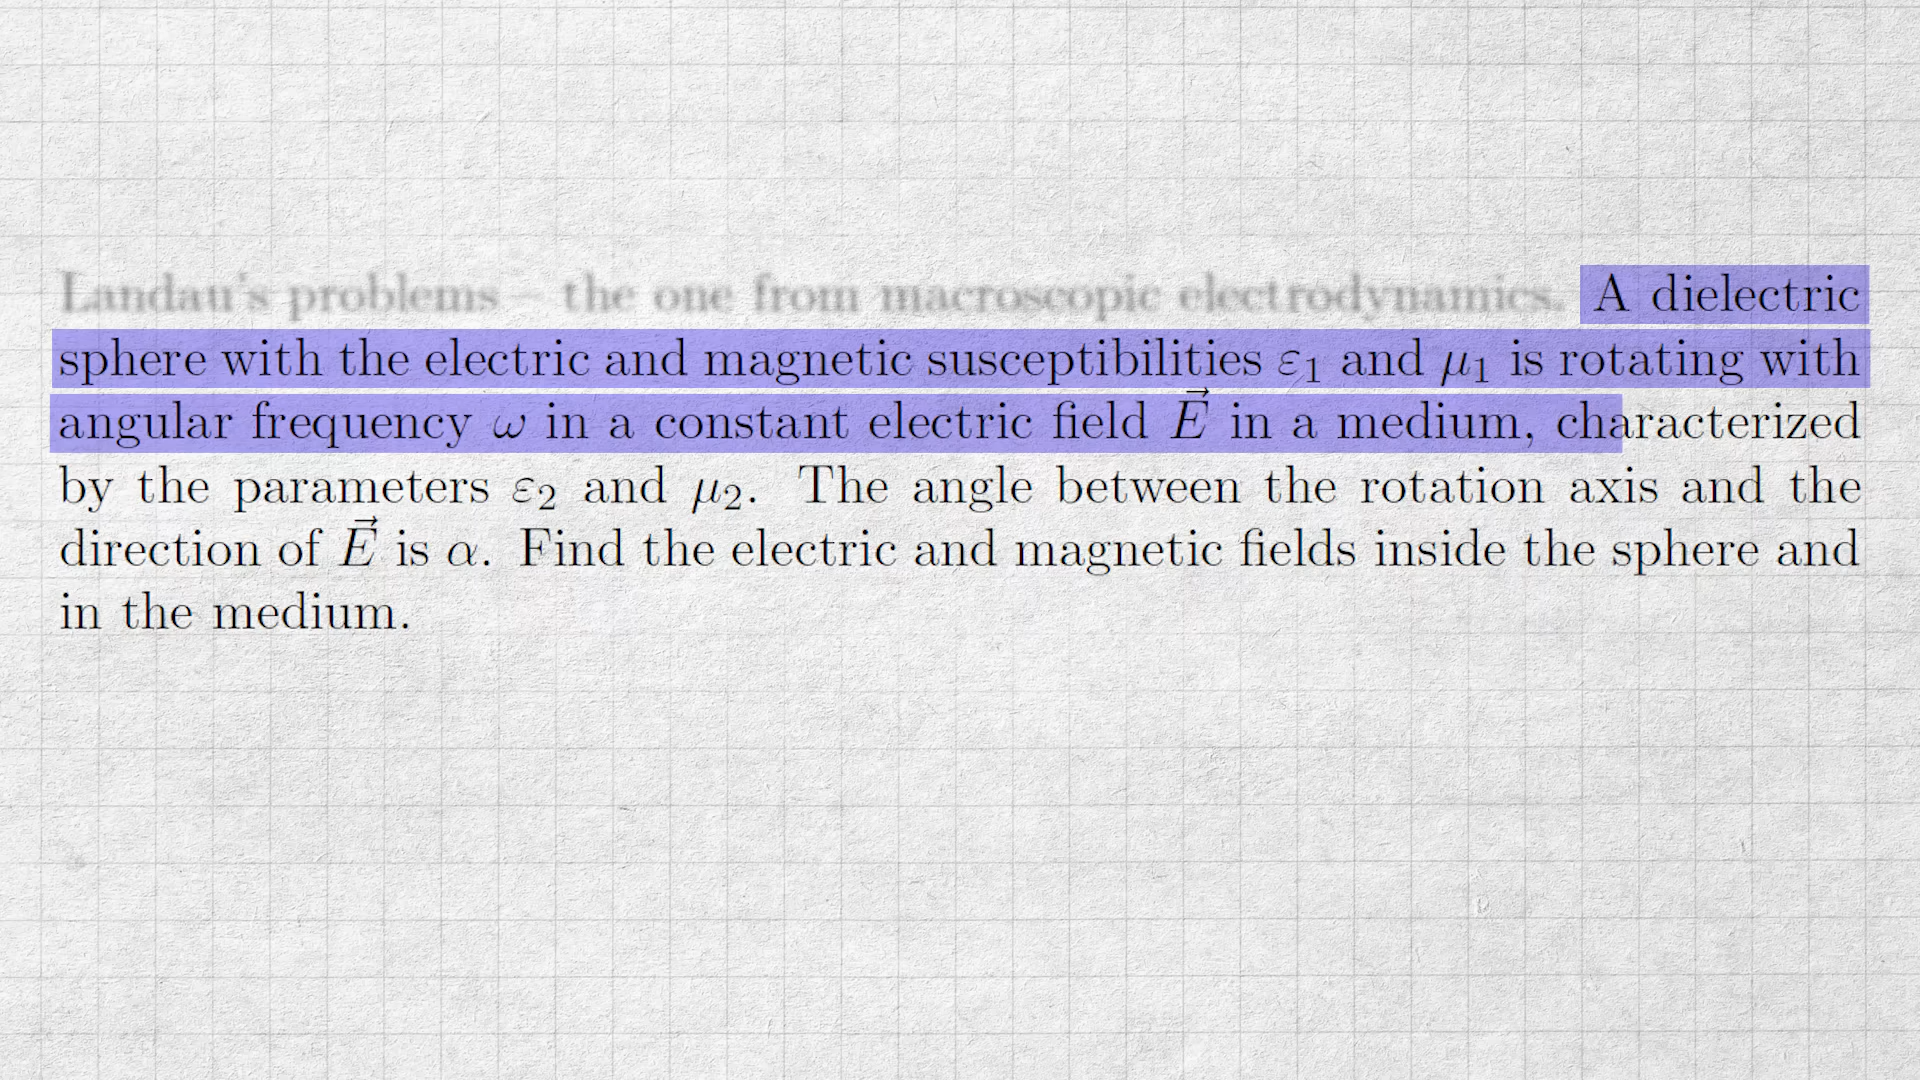 Landau's problems – the one from macroscopic electrodynamics. A dielectric
sphere with the electric and magnetic susceptibilities ε₁ and μ₁ is rotating with
angular frequency ω in a constant electric field E⃗ in a medium, characterized
by the parameters ε₂ and μ₂. The angle between the rotation axis and the
direction of E⃗ is α. Find the electric and magnetic fields inside the sphere and
in the medium.